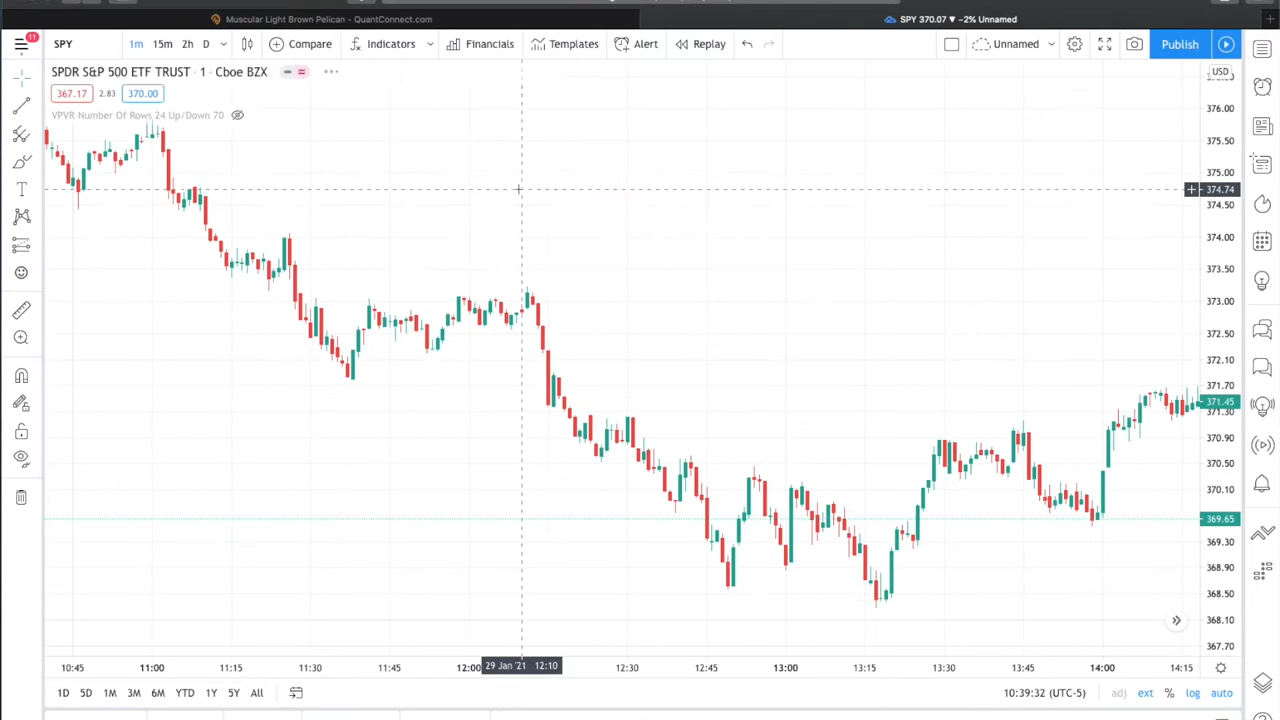 Muscular Light Brown Pelican - QuantConnect.com
SPY 370.07 ▼ −2% Unnamed
11
SPY
1m 15m 2h D
Compare
Indicators
Financials
Templates
Alert
Replay
Unnamed
Publish
SPDR S&P 500 ETF TRUST · 1 · Cboe BZX
USD
367.17 2.83 370.00
VPVR Number Of Rows 24 Up/Down 70
376.00
375.50
375.00
374.74
374.50
374.00
373.50
373.00
372.50
372.10
371.70
371.45
371.30
370.90
370.50
370.10
369.65
369.30
368.90
368.50
368.10
367.70
10:45 11:00 11:15 11:30 11:45 12:00 29 Jan '21 12:10 12:30 12:45 13:00 13:15 13:30 13:45 14:00 14:15
1D 5D 1M 3M 6M YTD 1Y 5Y All
10:39:32 (UTC-5)
adj ext % log auto